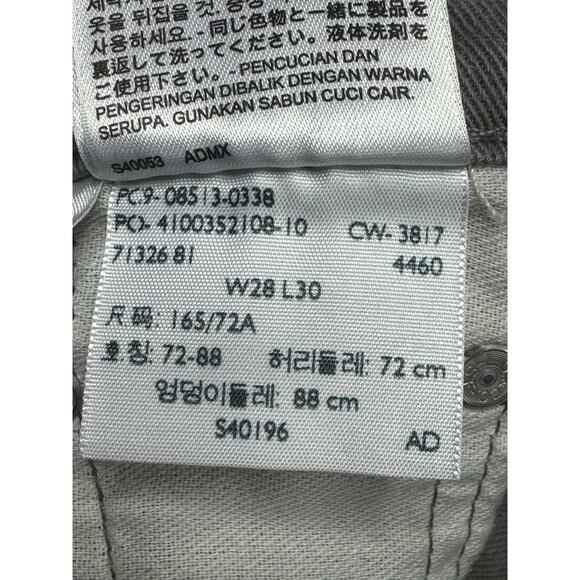 옷을 뒤집을 것
사용하세요. - 同じ色物と一緒に製品を
裏返して洗ってください。液体洗剤を
ご使用下さい。- PENCUCIAN DAN
PENGERINGAN DIBALIK DENGAN WARNA
SERUPA. GUNAKAN SABUN CUCI CAIR.
S40053 ADMX
PC9- 08513-0338
PO- 4100352108-10 CW- 3817
7132681 4460
W28 L30
尺码: 165/72A
호칭: 72-88 허리둘레: 72 cm
엉덩이둘레: 88 cm
S40196 AD